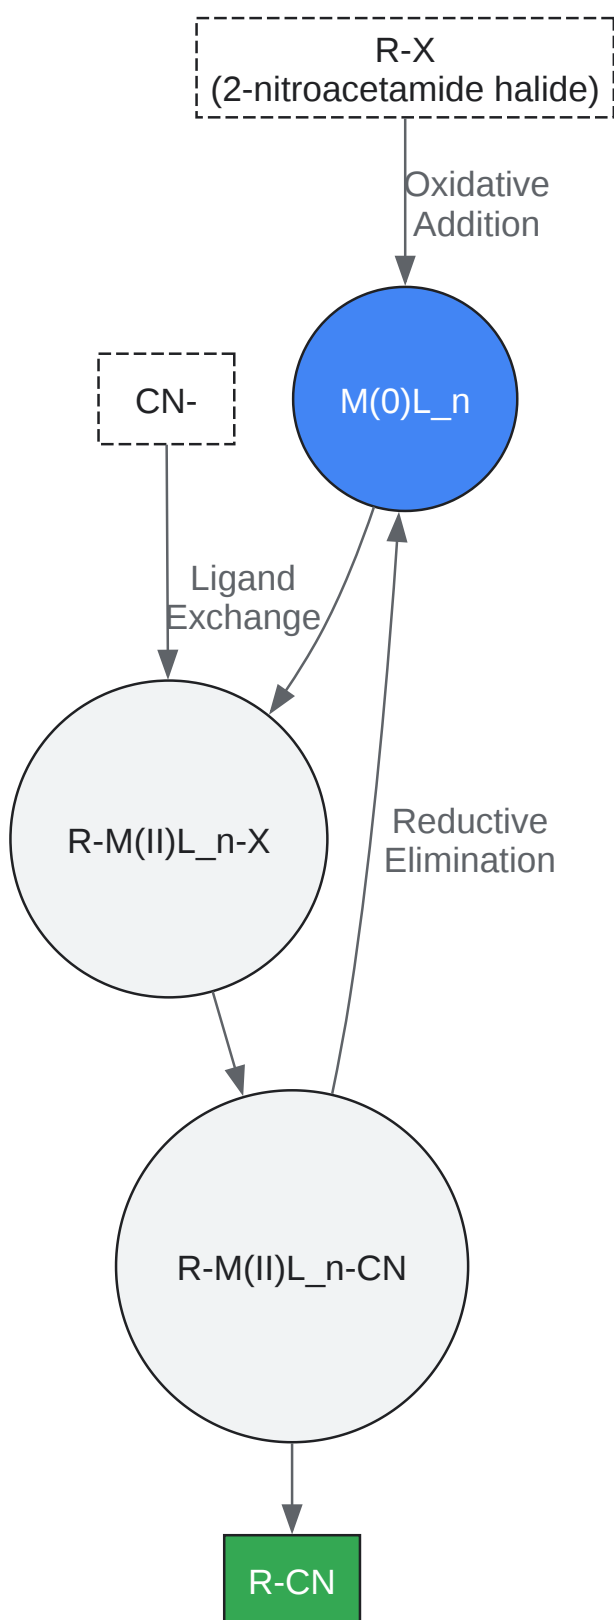 R-X
(2-nitroacetamide halide)
Oxidative
Addition
CN-
M(0)L_n
Ligand
Exchange
R-M(II)L_n-X
Reductive
Elimination
R-M(II)L_n-CN
R-CN